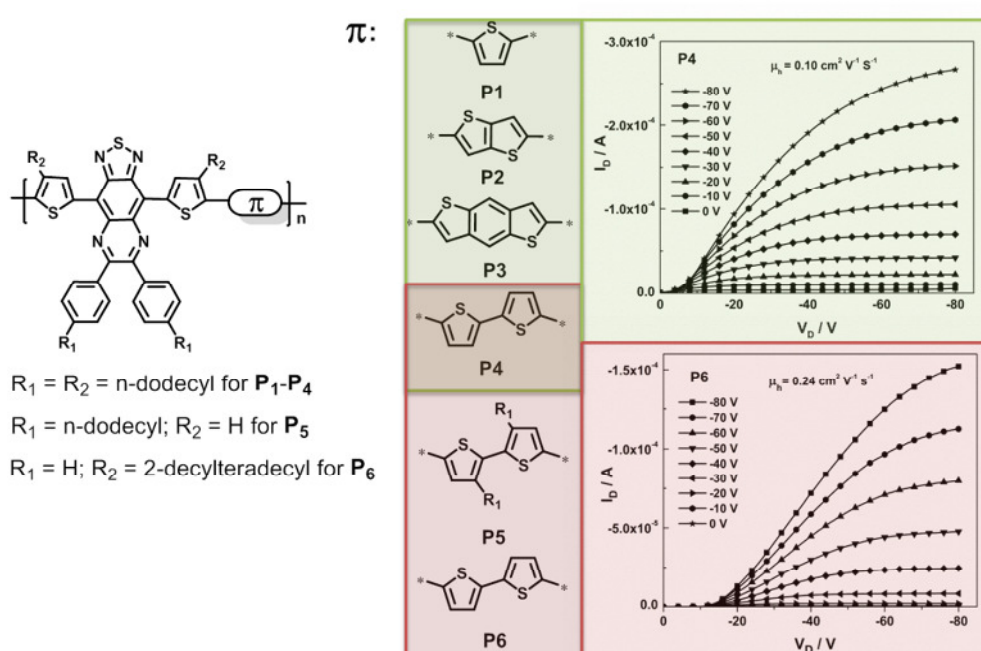 π:
S
* *
P1
S
* *
S
P2
S
* *
S
P3
S
* *
S
P4
R₁
S
* *
S
R₁
P5
S
* *
S
P6
S
N N
R₂ R₂
S S
π
n
N N
R₁ R₁
R₁ = R₂ = n-dodecyl for P₁-P₄
R₁ = n-dodecyl; R₂ = H for P₅
R₁ = H; R₂ = 2-decylteradecyl for P₆
P4
μₕ = 0.10 cm² V⁻¹ S⁻¹
-80 V
-70 V
-60 V
-50 V
-40 V
-30 V
-20 V
-10 V
0 V
-3.0x10⁻⁴
-2.0x10⁻⁴
-1.0x10⁻⁴
0.0
I_D / A
0 -20 -40 -60 -80
V_D / V
P6
μₕ = 0.24 cm² V⁻¹ s⁻¹
-80 V
-70 V
-60 V
-50 V
-40 V
-30 V
-20 V
-10 V
0 V
-1.5x10⁻⁴
-1.0x10⁻⁴
-5.0x10⁻⁵
0.0
I_D / A
0 -20 -40 -60 -80
V_D / V